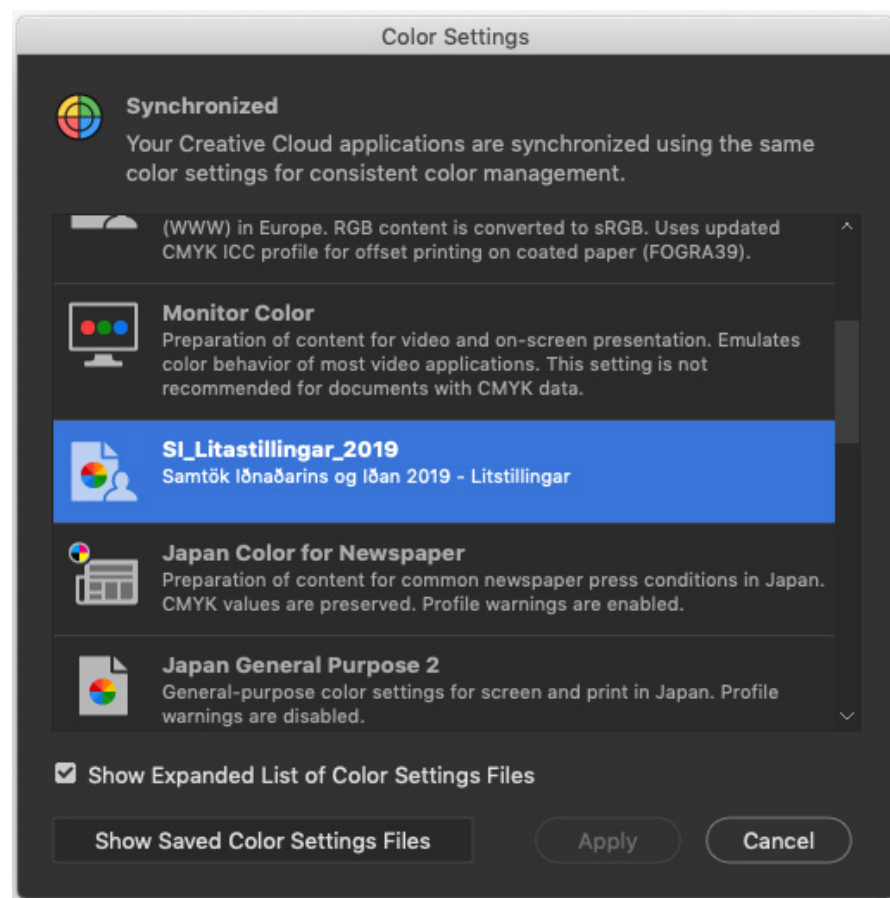 Color Settings
Synchronized
Your Creative Cloud applications are synchronized using the same
color settings for consistent color management.
(WWW) in Europe. RGB content is converted to sRGB. Uses updated
CMYK ICC profile for offset printing on coated paper (FOGRA39).
Monitor Color
Preparation of content for video and on-screen presentation. Emulates
color behavior of most video applications. This setting is not
recommended for documents with CMYK data.
SI_Litastillingar_2019
Samtök Iðnaðarins og Iðan 2019 - Litstillingar
Japan Color for Newspaper
Preparation of content for common newspaper press conditions in Japan.
CMYK values are preserved. Profile warnings are enabled.
Japan General Purpose 2
General-purpose color settings for screen and print in Japan. Profile
warnings are disabled.
Show Expanded List of Color Settings Files
Show Saved Color Settings Files
Apply
Cancel